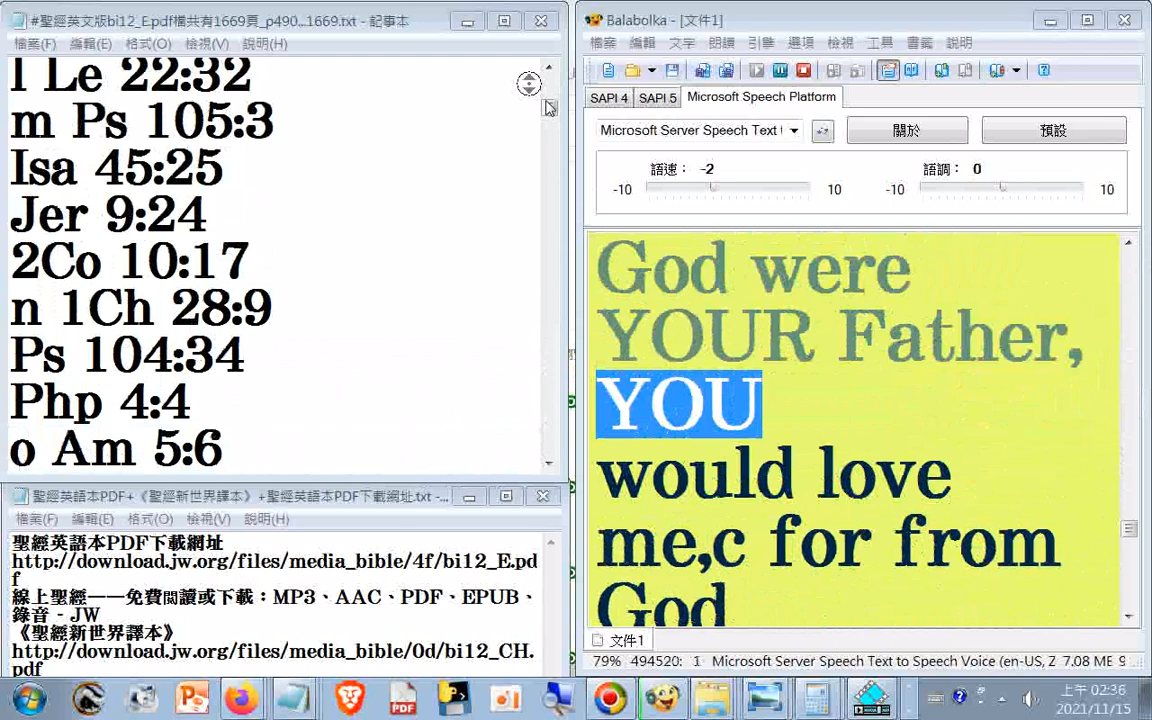 #聖經英文版bi12_E.pdf橫共有1669頁_p490...1669.txt - 記事本
檔案(F) 編輯(E) 格式(O) 檢視(V) 說明(H)
l Le 22:32
m Ps 105:3
Isa 45:25
Jer 9:24
2Co 10:17
n 1Ch 28:9
Ps 104:34
Php 4:4
o Am 5:6
聖經英語本PDF+《聖經新世界譯本》+聖經英語本PDF下載網址.txt -...
檔案(F) 編輯(E) 格式(O) 檢視(V) 說明(H)
聖經英語本PDF下載網址
http://download.jw.org/files/media_bible/4f/bi12_E.pd
f
線上聖經——免費閱讀或下載：MP3、AAC、PDF、EPUB、
錄音 - JW
《聖經新世界譯本》
http://download.jw.org/files/media_bible/0d/bi12_CH.
pdf
Balabolka - [文件1]
檔案 編輯 文字 朗讀 引擎 選項 檢視 工具 書籤 說明
SAPI 4 SAPI 5 Microsoft Speech Platform
Microsoft Server Speech Text 關於 預設
語速： -2 語調： 0
-10 10 -10 10
God were
YOUR Father,
YOU
would love
me,c for from
God
文件1
79% 494520: 1 Microsoft Server Speech Text to Speech Voice (en-US, Z 7.08 MB 9
PDF
上午 02:36
2021/11/15